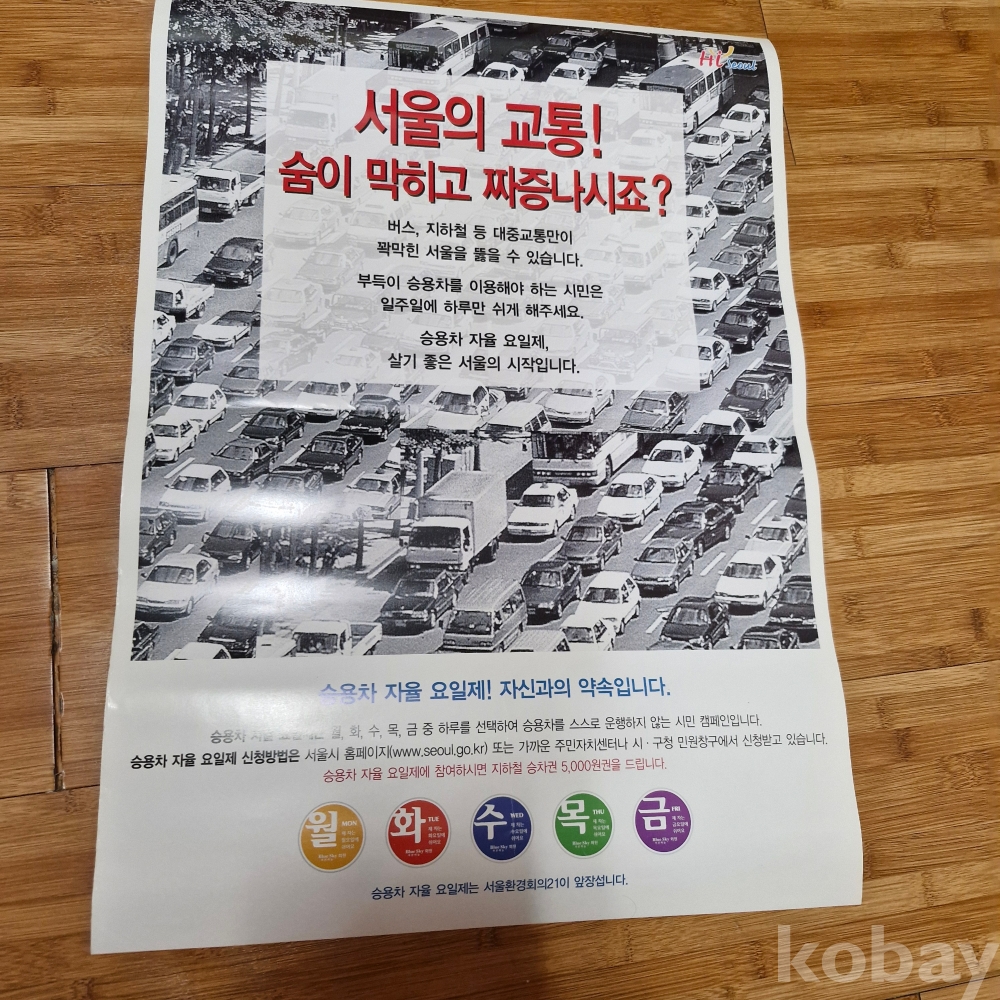 Hi Seoul
서울의 교통!
숨이 막히고 짜증나시죠?
버스, 지하철 등 대중교통만이
꽉막힌 서울을 뚫을 수 있습니다.
부득이 승용차를 이용해야 하는 시민은
일주일에 하루만 쉬게 해주세요.
승용차 자율 요일제,
살기 좋은 서울의 시작입니다.
승용차 자율 요일제! 자신과의 약속입니다.
승용차 자율 요일제는 월, 화, 수, 목, 금 중 하루를 선택하여 승용차를 스스로 운행하지 않는 시민 캠페인입니다.
승용차 자율 요일제 신청방법은 서울시 홈페이지(www.seoul.go.kr) 또는 가까운 주민자치센터나 시·구청 민원창구에서 신청받고 있습니다.
승용차 자율 요일제에 참여하시면 지하철 승차권 5,000원권을 드립니다.
월 MON
화 TUE
수 WED
목 THU
금 FRI
승용차 자율 요일제는 서울환경회의21이 앞장섭니다.
kobay